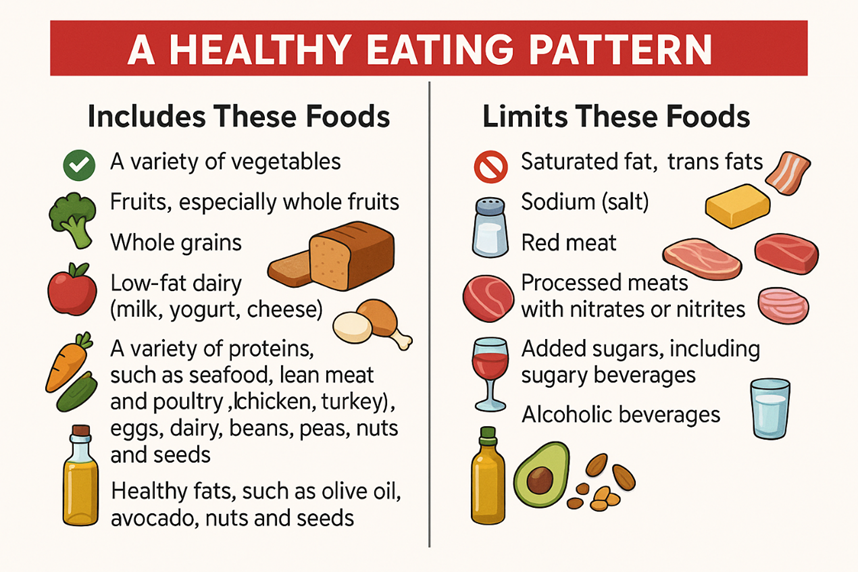 A HEALTHY EATING PATTERN
Includes These Foods
A variety of vegetables
Fruits, especially whole fruits
Whole grains
Low-fat dairy
(milk, yogurt, cheese)
A variety of proteins,
such as seafood, lean meat
and poultry ,lchicken, turkey),
eggs, dairy, beans, peas, nuts
and seeds
Healthy fats, such as olive oil,
avocado, nuts and seeds
Limits These Foods
Saturated fat, trans fats
Sodium (salt)
Red meat
Processed meats
with nitrates or nitrites
Added sugars, including
sugary beverages
Alcoholic beverages